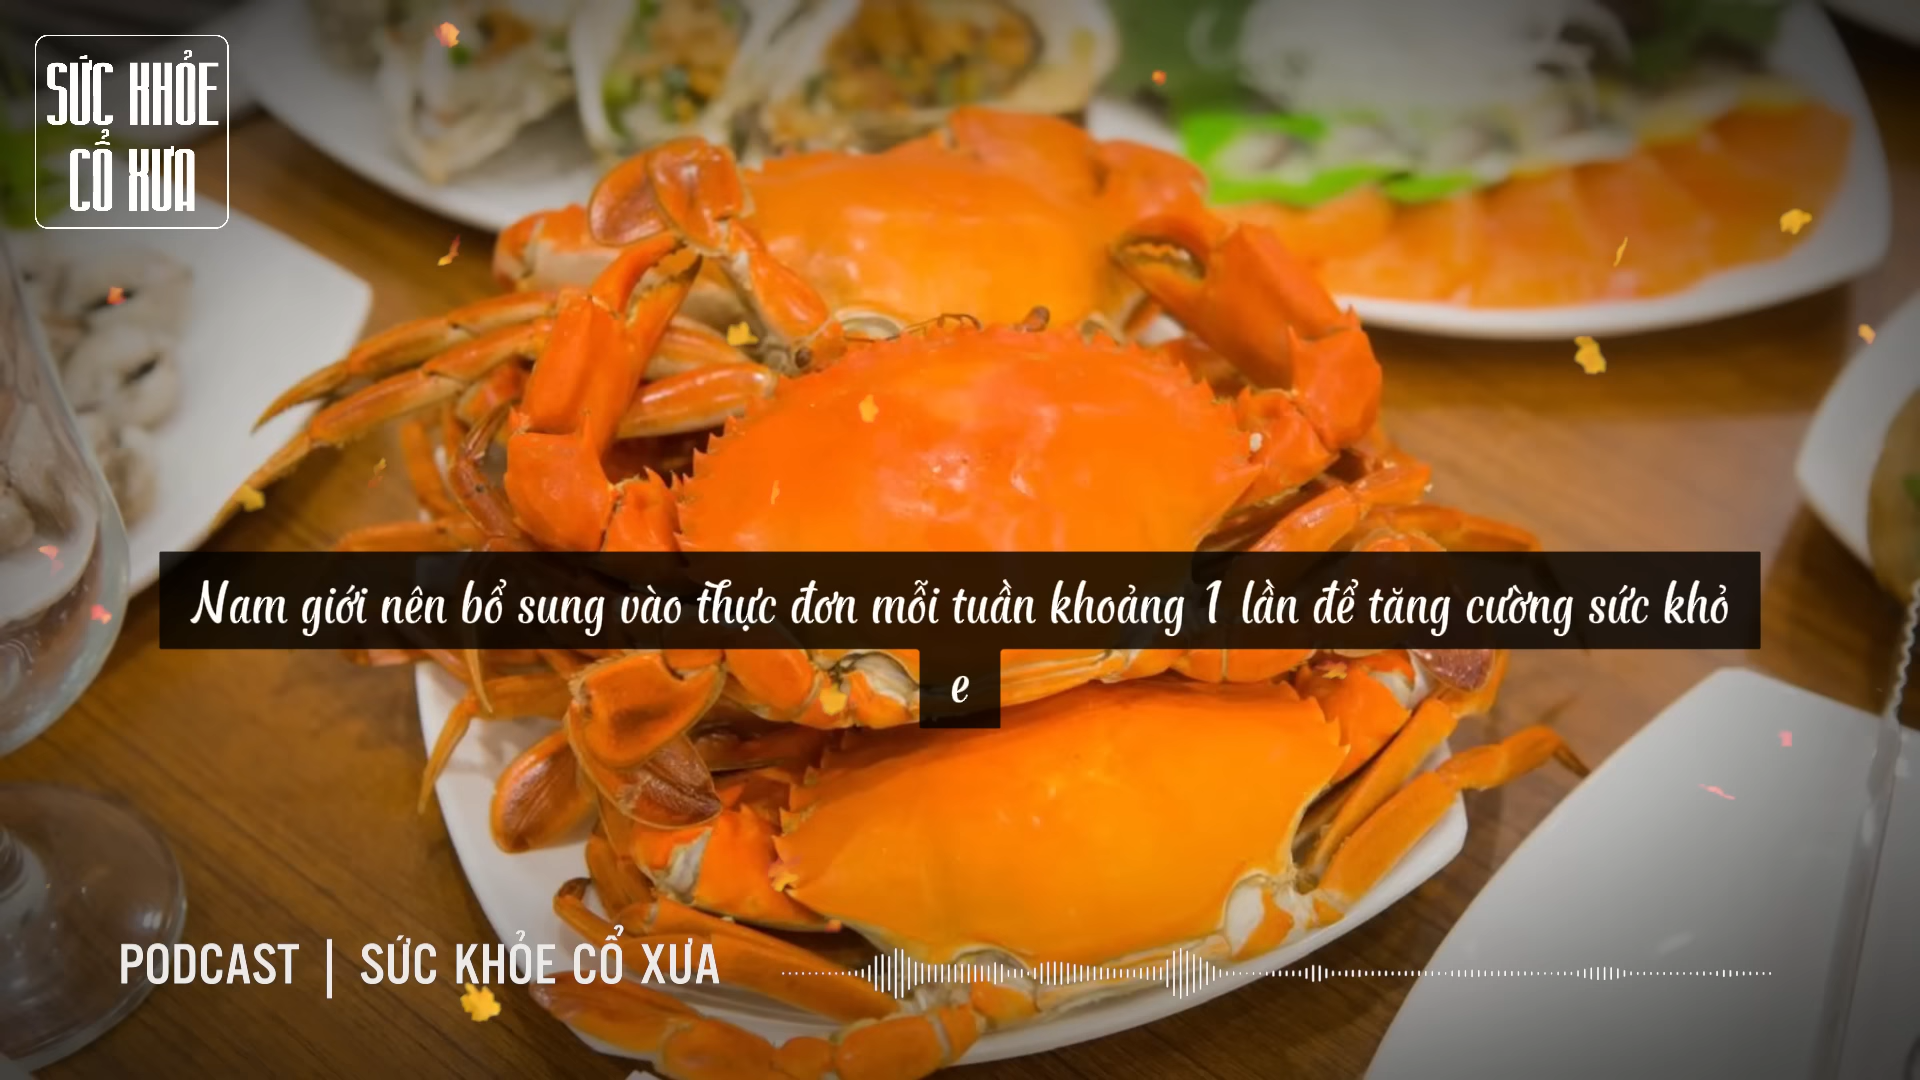 SỨC KHỎE
CỔ XƯA
Nam giới nên bổ sung vào thực đơn mỗi tuần khoảng 1 lần để tăng cường sức khỏ
e
PODCAST | SỨC KHỎE CỔ XƯA